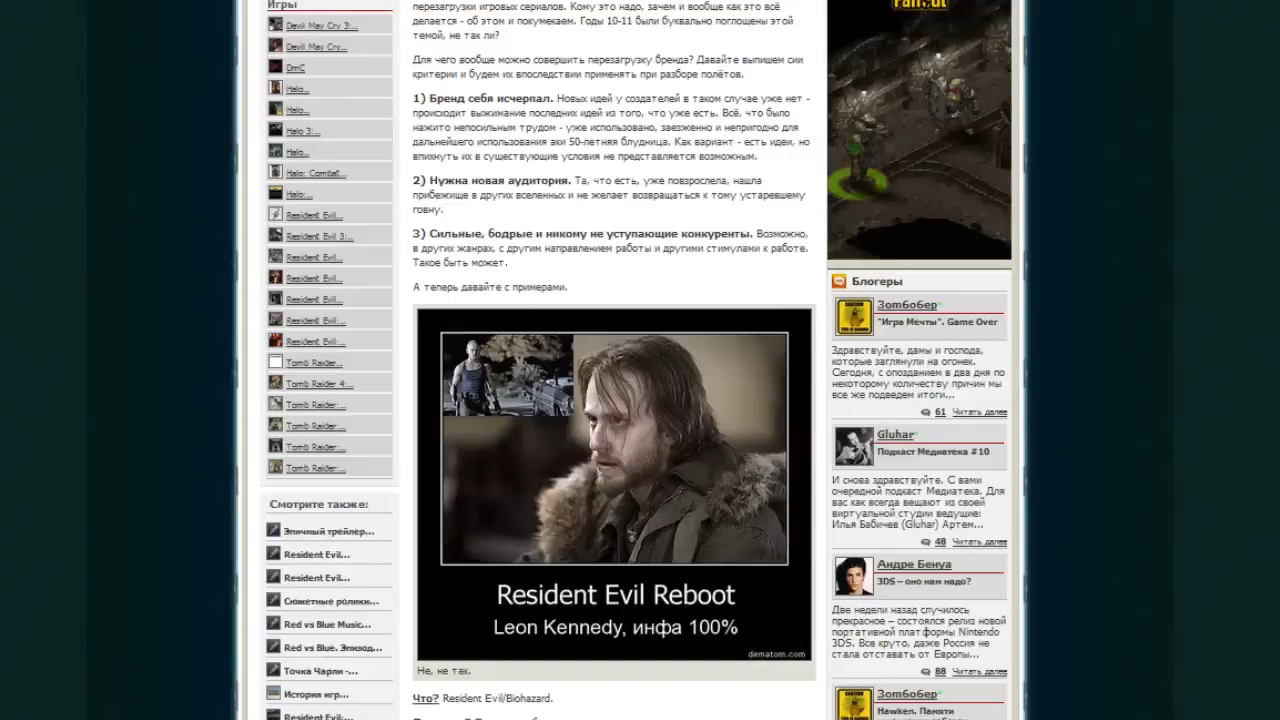 Игры
Devil May Cry 3:...
Devil May Cry...
DmC
Halo...
Halo...
Halo 3:...
Halo...
Halo: Combat...
Halo:...
Resident Evil...
Resident Evil 3:...
Resident Evil...
Resident Evil...
Resident Evil...
Resident Evil:...
Resident Evil:...
Tomb Raider...
Tomb Raider 4:...
Tomb Raider:...
Tomb Raider:...
Tomb Raider:...
Tomb Raider:...
Смотрите также:
Эпичный трейлер...
Resident Evil...
Resident Evil...
Сюжетные ролики...
Red vs Blue Music...
Red vs. Blue. Эпизод...
Точка Чарли -...
История игр...
Resident Evil...
перезагрузки игровых сериалов. Кому это надо, зачем и вообще как это всё
делается - об этом и покумекаем. Годы 10-11 были буквально поглощены этой
темой, не так ли?
Для чего вообще можно совершить перезагрузку бренда? Давайте выпишем сии
критерии и будем их впоследствии применять при разборе полётов.
1) Бренд себя исчерпал. Новых идей у создателей в таком случае уже нет -
происходит выжимание последних идей из того, что уже есть. Всё, что было
нажито непосильным трудом - уже использовано, заезженно и непригодно для
дальнейшего использования аки 50-летняя блудница. Как вариант - есть идеи, но
впихнуть их в существующие условия не представляется возможным.
2) Нужна новая аудитория. Та, что есть, уже повзрослела, нашла
прибежище в других вселенных и не желает возвращаться к тому устаревшему
говну.
3) Сильные, бодрые и никому не уступающие конкуренты. Возможно,
в других жанрах, с другим направлением работы и другими стимулами к работе.
Такое быть может.
А теперь давайте с примерами.
Resident Evil Reboot
Leon Kennedy, инфа 100%
dematom.com
Не, не так.
Что? Resident Evil/Biohazard.
Fallout
Блогеры
Зомбобер
"Игра Мечты". Game Over
Здравствуйте, дамы и господа,
которые заглянули на огонек.
Сегодня, с опозданием в два дня по
некоторому количеству причин мы
все же подведем итоги...
61 Читать далее
Gluhar
Подкаст Медиатека #10
И снова здравствуйте. С вами
очередной подкаст Медиатека. Для
вас как всегда вещают из своей
виртуальной студии ведущие:
Илья Бабичев (Gluhar) Артем...
48 Читать далее
Андре Бенуа
3DS – оно нам надо?
Две недели назад случилось
прекрасное – состоялся релиз новой
портативной платформы Nintendo
3DS. Все круто, даже Россия не
стала отставать от Европы...
88 Читать далее
Зомбобер
Hawken. Памяти